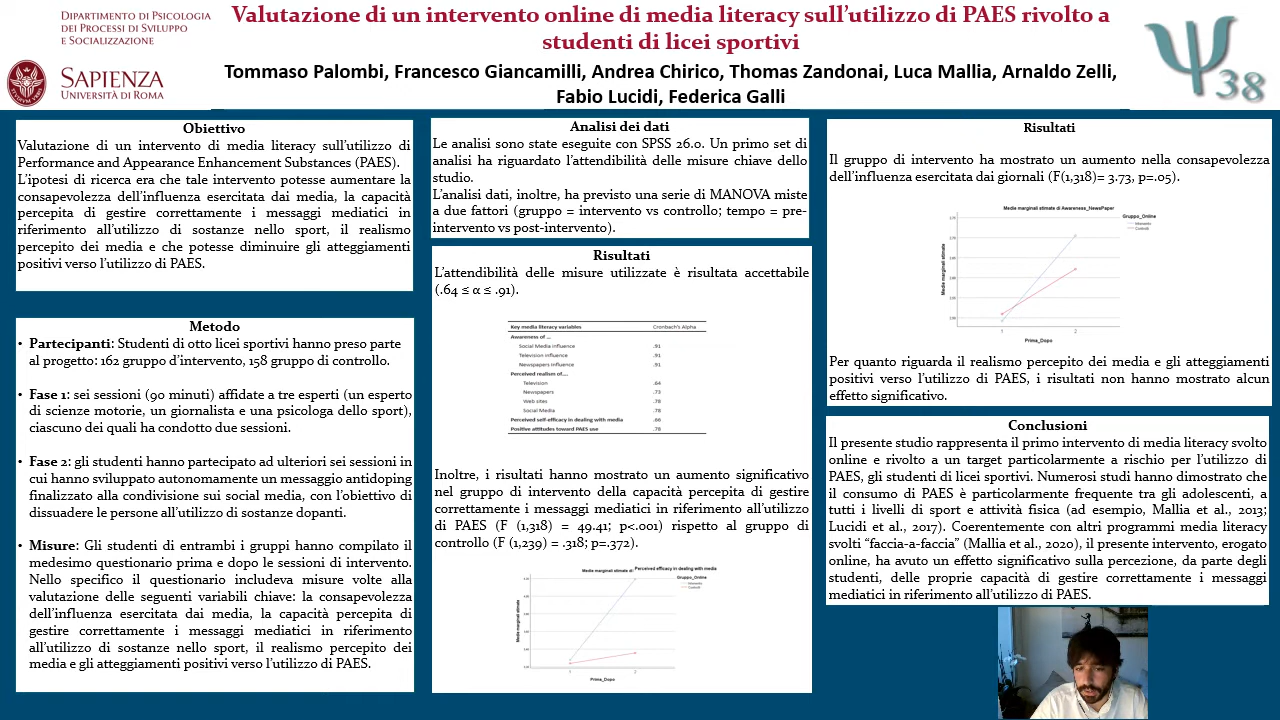 DIPARTIMENTO DI PSICOLOGIA
DEI PROCESSI DI SVILUPPO
E SOCIALIZZAZIONE
SAPIENZA
UNIVERSITÀ DI ROMA
Valutazione di un intervento online di media literacy sull'utilizzo di PAES rivolto a
studenti di licei sportivi
Tommaso Palombi, Francesco Giancamilli, Andrea Chirico, Thomas Zandonai, Luca Mallia, Arnaldo Zelli,
Fabio Lucidi, Federica Galli
38
Obiettivo
Valutazione di un intervento di media literacy sull'utilizzo di
Performance and Appearance Enhancement Substances (PAES).
L'ipotesi di ricerca era che tale intervento potesse aumentare la
consapevolezza dell'influenza esercitata dai media, la capacità
percepita di gestire correttamente i messaggi mediatici in
riferimento all'utilizzo di sostanze nello sport, il realismo
percepito dei media e che potesse diminuire gli atteggiamenti
positivi verso l'utilizzo di PAES.
Metodo
• Partecipanti: Studenti di otto licei sportivi hanno preso parte
al progetto: 162 gruppo d'intervento, 158 gruppo di controllo.
• Fase 1: sei sessioni (90 minuti) affidate a tre esperti (un esperto
di scienze motorie, un giornalista e una psicologa dello sport),
ciascuno dei quali ha condotto due sessioni.
• Fase 2: gli studenti hanno partecipato ad ulteriori sei sessioni in
cui hanno sviluppato autonomamente un messaggio antidoping
finalizzato alla condivisione sui social media, con l'obiettivo di
dissuadere le persone all'utilizzo di sostanze dopanti.
• Misure: Gli studenti di entrambi i gruppi hanno compilato il
medesimo questionario prima e dopo le sessioni di intervento.
Nello specifico il questionario includeva misure volte alla
valutazione delle seguenti variabili chiave: la consapevolezza
dell'influenza esercitata dai media, la capacità percepita di
gestire correttamente i messaggi mediatici in riferimento
all'utilizzo di sostanze nello sport, il realismo percepito dei
media e gli atteggiamenti positivi verso l'utilizzo di PAES.
Analisi dei dati
Le analisi sono state eseguite con SPSS 26.0. Un primo set di
analisi ha riguardato l'attendibilità delle misure chiave dello
studio.
L'analisi dati, inoltre, ha previsto una serie di MANOVA miste
a due fattori (gruppo = intervento vs controllo; tempo = pre-
intervento vs post-intervento).
Risultati
L'attendibilità delle misure utilizzate è risultata accettabile
(.64 ≤ α ≤ .91).
Key media literacy variables Cronbach's Alpha
Awareness of ...
Social Media influence .91
Television influence .91
Newspapers influence .91
Perceived realism of....
Television .64
Newspapers .73
Web sites .78
Social Media .78
Perceived self-efficacy in dealing with media .66
Positive attitudes toward PAES use .78
Inoltre, i risultati hanno mostrato un aumento significativo
nel gruppo di intervento della capacità percepita di gestire
correttamente i messaggi mediatici in riferimento all'utilizzo
di PAES (F (1,318) = 49.41; p<.001) rispetto al gruppo di
controllo (F (1,239) = .318; p=.372).
Medie marginali stimate di Perceived efficacy in dealing with media
Gruppo_Online
Intervento
Controlli
Medie marginali stimate
1 2
Prima_Dopo
Risultati
Il gruppo di intervento ha mostrato un aumento nella consapevolezza
dell'influenza esercitata dai giornali (F(1,318)= 3.73, p=.05).
Medie marginali stimate di Awareness_NewsPaper
Gruppo_Online
Intervento
Controlli
Medie marginali stimate
1 2
Prima_Dopo
Per quanto riguarda il realismo percepito dei media e gli atteggiamenti
positivi verso l'utilizzo di PAES, i risultati non hanno mostrato alcun
effetto significativo.
Conclusioni
Il presente studio rappresenta il primo intervento di media literacy svolto
online e rivolto a un target particolarmente a rischio per l'utilizzo di
PAES, gli studenti di licei sportivi. Numerosi studi hanno dimostrato che
il consumo di PAES è particolarmente frequente tra gli adolescenti, a
tutti i livelli di sport e attività fisica (ad esempio, Mallia et al., 2013;
Lucidi et al., 2017). Coerentemente con altri programmi media literacy
svolti "faccia-a-faccia" (Mallia et al., 2020), il presente intervento, erogato
online, ha avuto un effetto significativo sulla percezione, da parte degli
studenti, delle proprie capacità di gestire correttamente i messaggi
mediatici in riferimento all'utilizzo di PAES.